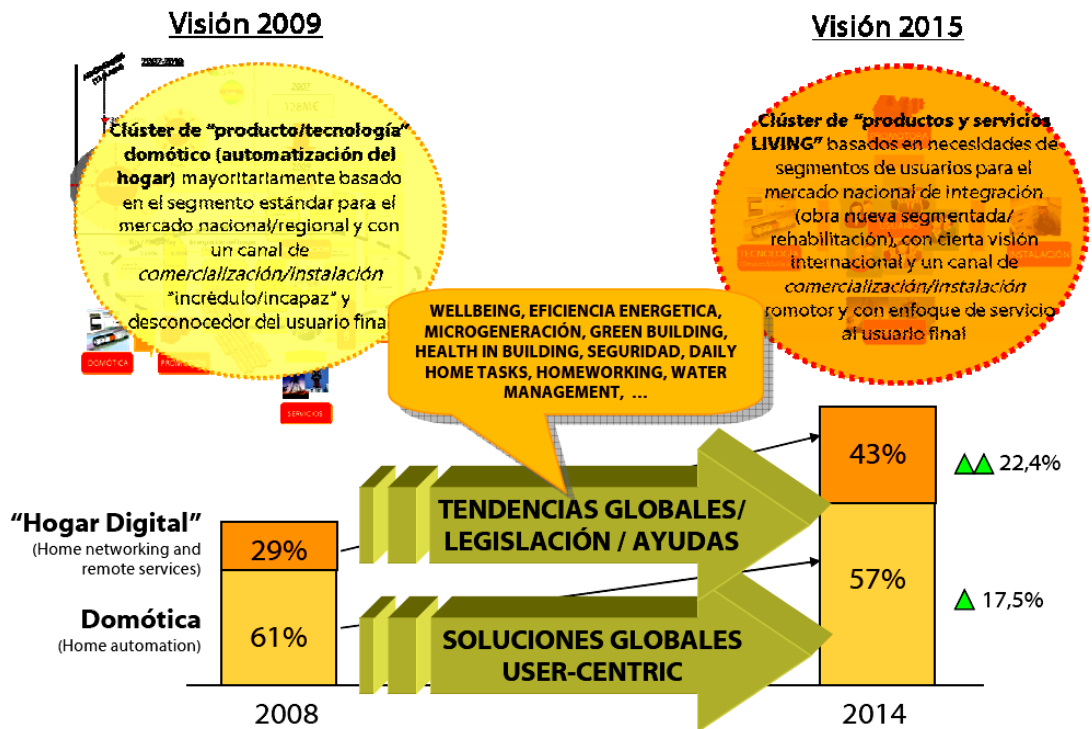 Visión 2009
Visión 2015
2007-2010
2007
128M€
Clúster de “producto/tecnología”
domótico (automatización del
hogar) mayoritariamente basado
en el segmento estándar para el
mercado nacional/regional y con
un canal de
comercialización/instalación
“incrédulo/incapaz” y
desconocedor del usuario final
DOMÓTICA
SERVICIOS
Clúster de “productos y servicios
LIVING” basados en necesidades de
segmentos de usuarios para el
mercado nacional de integración
(obra nueva segmentada/
rehabilitación), con cierta visión
internacional y un canal de
comercialización/instalación
romotor y con enfoque de servicio
al usuario final
INSTALACIÓN
WELLBEING, EFICIENCIA ENERGETICA,
MICROGENERACIÓN, GREEN BUILDING,
HEALTH IN BUILDING, SEGURIDAD, DAILY
HOME TASKS, HOMEWORKING, WATER
MANAGEMENT, ...
“Hogar Digital”
(Home networking and
remote services)
Domótica
(Home automation)
29%
61%
TENDENCIAS GLOBALES/
LEGISLACIÓN / AYUDAS
SOLUCIONES GLOBALES
USER-CENTRIC
43%
57%
22,4%
17,5%
2008
2014